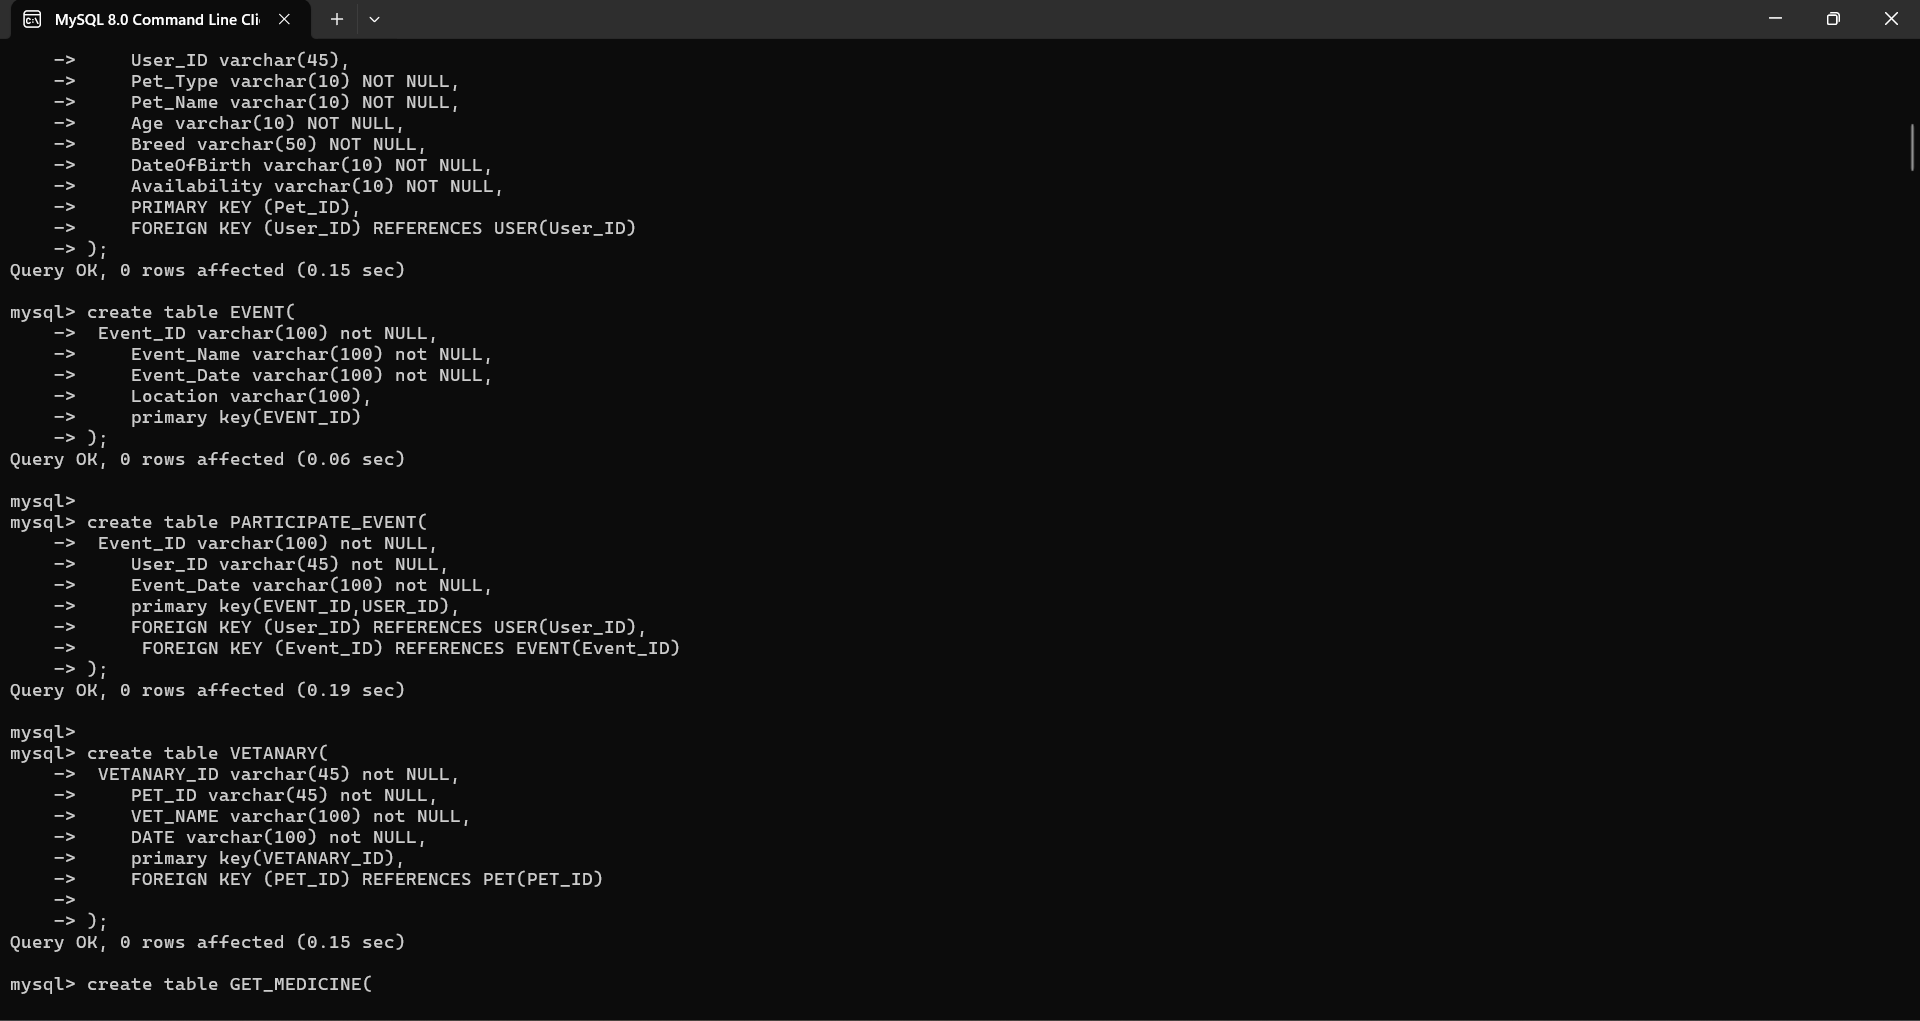 MySQL 8.0 Command Line Cli
    ->     User_ID varchar(45),
    ->     Pet_Type varchar(10) NOT NULL,
    ->     Pet_Name varchar(10) NOT NULL,
    ->     Age varchar(10) NOT NULL,
    ->     Breed varchar(50) NOT NULL,
    ->     DateOfBirth varchar(10) NOT NULL,
    ->     Availability varchar(10) NOT NULL,
    ->     PRIMARY KEY (Pet_ID),
    ->     FOREIGN KEY (User_ID) REFERENCES USER(User_ID)
    -> );
Query OK, 0 rows affected (0.15 sec)

mysql> create table EVENT(
    ->  Event_ID varchar(100) not NULL,
    ->     Event_Name varchar(100) not NULL,
    ->     Event_Date varchar(100) not NULL,
    ->     Location varchar(100),
    ->     primary key(EVENT_ID)
    -> );
Query OK, 0 rows affected (0.06 sec)

mysql>
mysql> create table PARTICIPATE_EVENT(
    ->  Event_ID varchar(100) not NULL,
    ->     User_ID varchar(45) not NULL,
    ->     Event_Date varchar(100) not NULL,
    ->     primary key(EVENT_ID,USER_ID),
    ->     FOREIGN KEY (User_ID) REFERENCES USER(User_ID),
    ->      FOREIGN KEY (Event_ID) REFERENCES EVENT(Event_ID)
    -> );
Query OK, 0 rows affected (0.19 sec)

mysql>
mysql> create table VETANARY(
    ->  VETANARY_ID varchar(45) not NULL,
    ->     PET_ID varchar(45) not NULL,
    ->     VET_NAME varchar(100) not NULL,
    ->     DATE varchar(100) not NULL,
    ->     primary key(VETANARY_ID),
    ->     FOREIGN KEY (PET_ID) REFERENCES PET(PET_ID)
    ->
    -> );
Query OK, 0 rows affected (0.15 sec)

mysql> create table GET_MEDICINE(